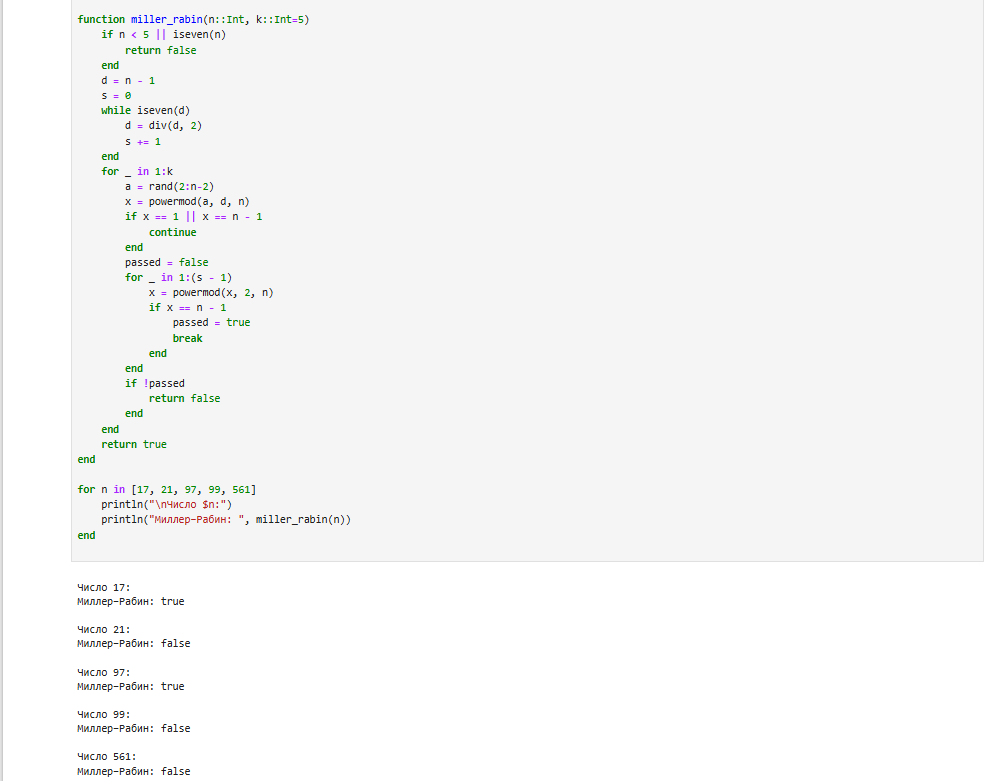 function miller_rabin(n::Int, k::Int=5)
    if n < 5 || iseven(n)
        return false
    end
    d = n - 1
    s = 0
    while iseven(d)
        d = div(d, 2)
        s += 1
    end
    for _ in 1:k
        a = rand(2:n-2)
        x = powermod(a, d, n)
        if x == 1 || x == n - 1
            continue
        end
        passed = false
        for _ in 1:(s - 1)
            x = powermod(x, 2, n)
            if x == n - 1
                passed = true
                break
            end
        end
        if !passed
            return false
        end
    end
    return true
end

for n in [17, 21, 97, 99, 561]
    println("\nЧисло $n:")
    println("Миллер-Рабин: ", miller_rabin(n))
end

Число 17:
Миллер-Рабин: true

Число 21:
Миллер-Рабин: false

Число 97:
Миллер-Рабин: true

Число 99:
Миллер-Рабин: false

Число 561:
Миллер-Рабин: false